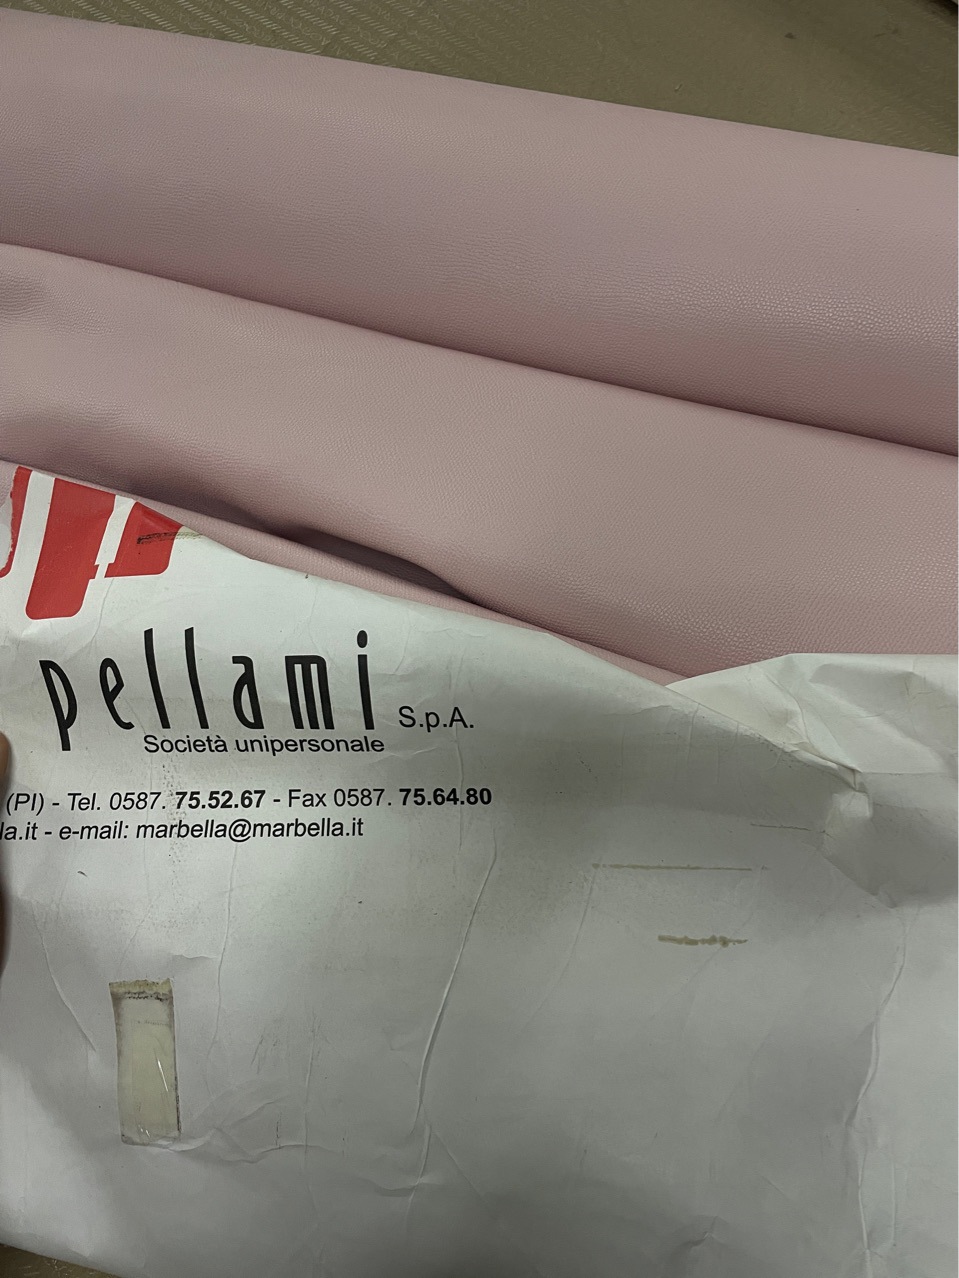 pellami S.p.A.
Società unipersonale
(PI) - Tel. 0587. 75.52.67 - Fax 0587. 75.64.80
la.it - e-mail: marbella@marbella.it